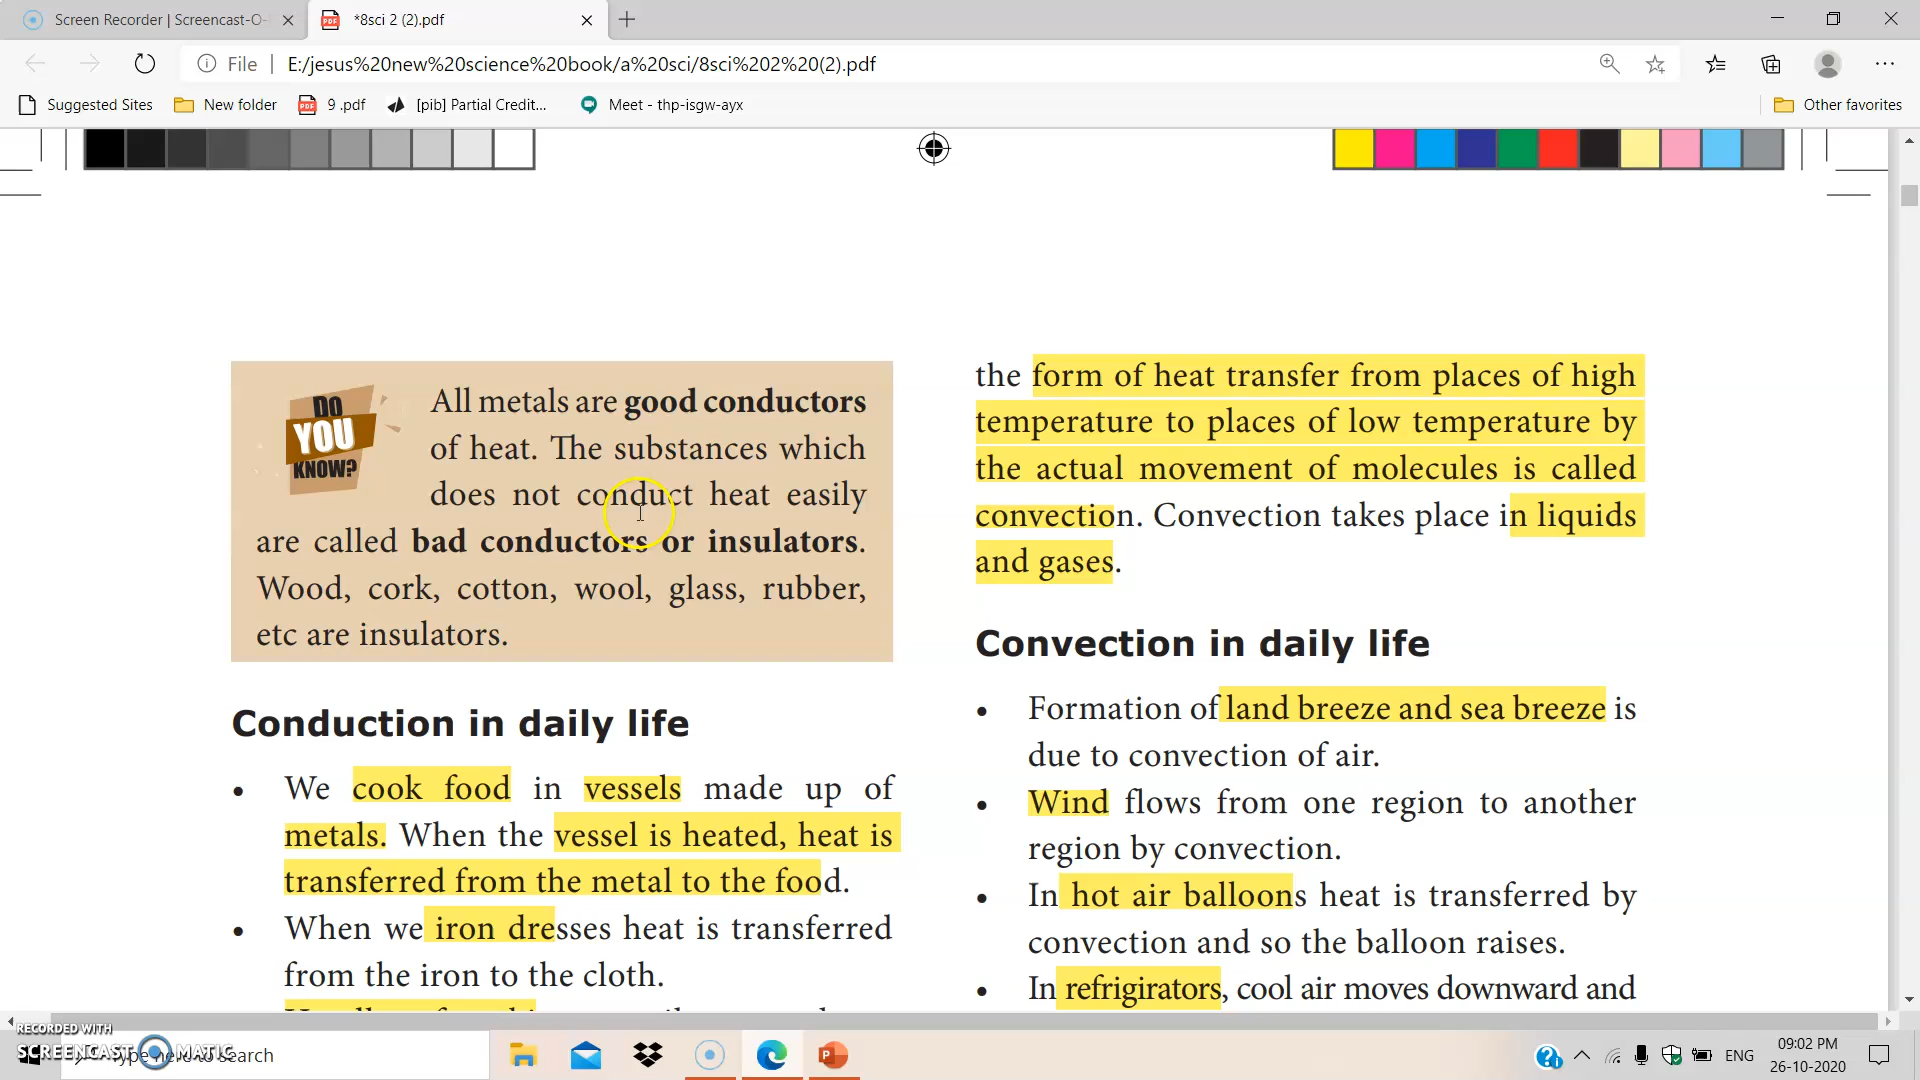 Screen Recorder | Screencast-O-
*8sci 2 (2).pdf
File
E:/jesus%20new%20science%20book/a%20sci/8sci%202%20(2).pdf
Suggested Sites
New folder
9 .pdf
[pib] Partial Credit...
Meet - thp-isgw-ayx
Other favorites
DO
YOU
KNOW?
All metals are good conductors
of heat. The substances which
does not conduct heat easily
are called bad conductors or insulators.
Wood, cork, cotton, wool, glass, rubber,
etc are insulators.
Conduction in daily life
• We cook food in vessels made up of
metals. When the vessel is heated, heat is
transferred from the metal to the food.
• When we iron dresses heat is transferred
from the iron to the cloth.
the form of heat transfer from places of high
temperature to places of low temperature by
the actual movement of molecules is called
convection. Convection takes place in liquids
and gases.
Convection in daily life
• Formation of land breeze and sea breeze is
due to convection of air.
• Wind flows from one region to another
region by convection.
• In hot air balloons heat is transferred by
convection and so the balloon raises.
• In refrigirators, cool air moves downward and
RECORDED WITH
SCREENCAST MATIC
Type here to search
ENG
09:02 PM
26-10-2020